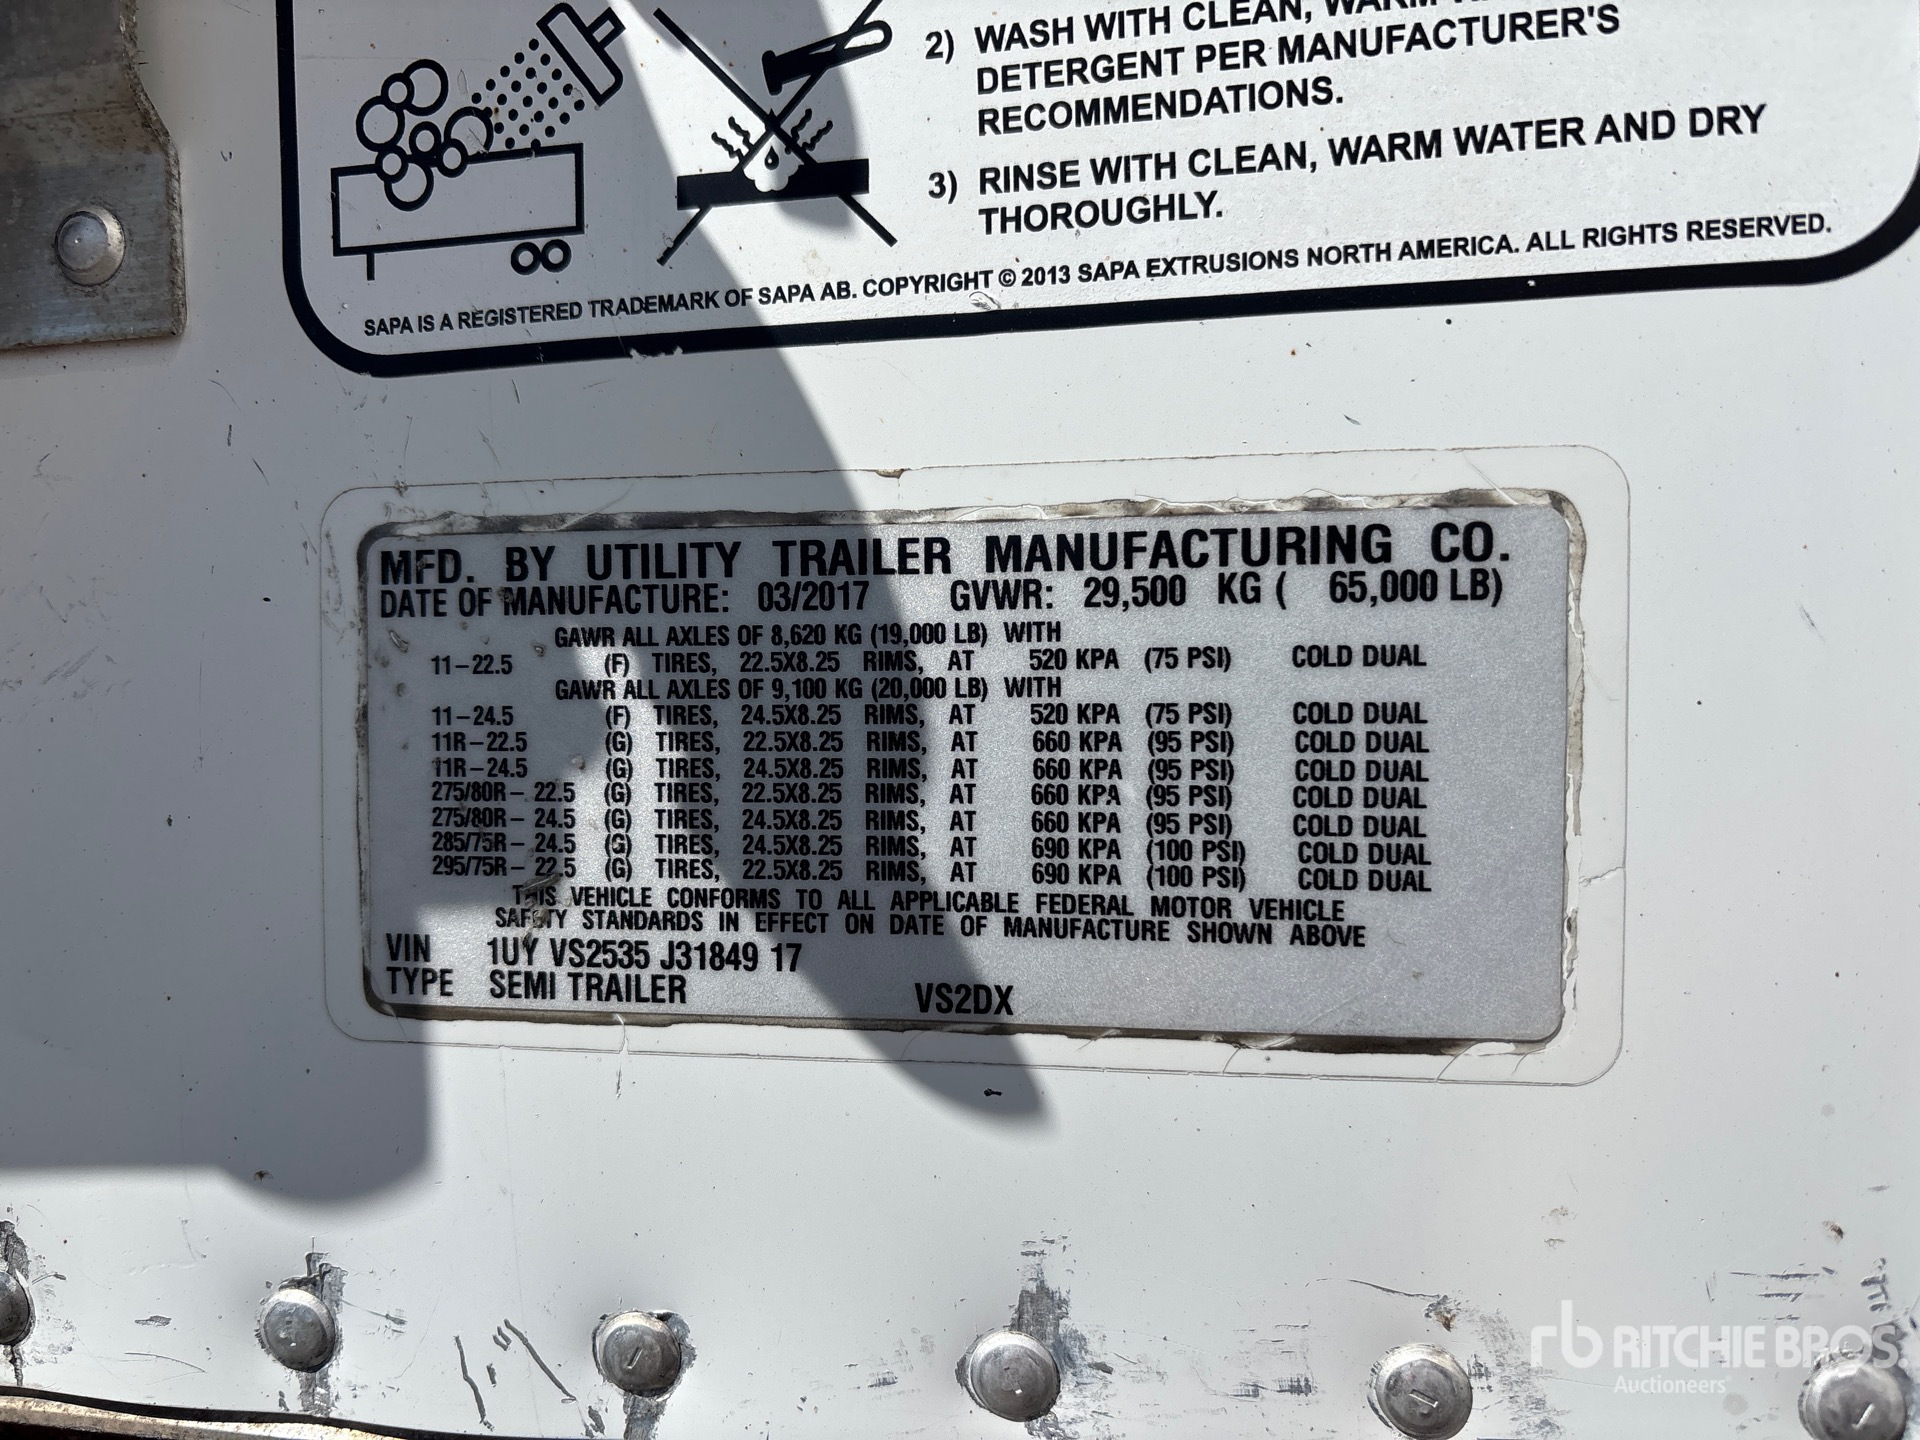 2) WASH WITH CLEAN, WARM
DETERGENT PER MANUFACTURER'S
RECOMMENDATIONS.
3) RINSE WITH CLEAN, WARM WATER AND DRY
THOROUGHLY.
SAPA IS A REGISTERED TRADEMARK OF SAPA AB. COPYRIGHT © 2013 SAPA EXTRUSIONS NORTH AMERICA. ALL RIGHTS RESERVED.
MFD. BY UTILITY TRAILER MANUFACTURING CO.
DATE OF MANUFACTURE: 03/2017 GVWR: 29,500 KG ( 65,000 LB)
GAWR ALL AXLES OF 8,620 KG (19,000 LB) WITH
11-22.5 (F) TIRES, 22.5X8.25 RIMS, AT 520 KPA (75 PSI) COLD DUAL
GAWR ALL AXLES OF 9,100 KG (20,000 LB) WITH
11-24.5 (F) TIRES, 24.5X8.25 RIMS, AT 520 KPA (75 PSI) COLD DUAL
11R-22.5 (G) TIRES, 22.5X8.25 RIMS, AT 660 KPA (95 PSI) COLD DUAL
11R-24.5 (G) TIRES, 24.5X8.25 RIMS, AT 660 KPA (95 PSI) COLD DUAL
275/80R- 22.5 (G) TIRES, 22.5X8.25 RIMS, AT 660 KPA (95 PSI) COLD DUAL
275/80R- 24.5 (G) TIRES, 24.5X8.25 RIMS, AT 660 KPA (95 PSI) COLD DUAL
285/75R- 24.5 (G) TIRES, 24.5X8.25 RIMS, AT 690 KPA (100 PSI) COLD DUAL
295/75R- 22.5 (G) TIRES, 22.5X8.25 RIMS, AT 690 KPA (100 PSI) COLD DUAL
THIS VEHICLE CONFORMS TO ALL APPLICABLE FEDERAL MOTOR VEHICLE
SAFETY STANDARDS IN EFFECT ON DATE OF MANUFACTURE SHOWN ABOVE
VIN 1UY VS2535 J31849 17
TYPE SEMI TRAILER VS2DX
rb RITCHIE BROS.
Auctioneers